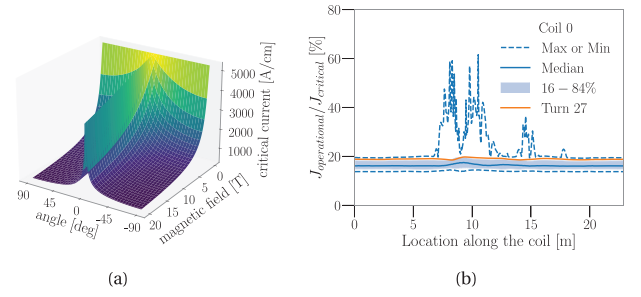 (a)
5000
4000
3000
2000
1000
critical current [A/cm]
90
45
0
-45
-90
angle [deg]
20
15
10
5
0
magnetic field [T]
80
60
40
20
0
J_operational/J_critical [%]
Coil 0
Max or Min
Median
16 − 84%
Turn 27
0
5
10
15
20
Location along the coil [m]
(a)
(b)